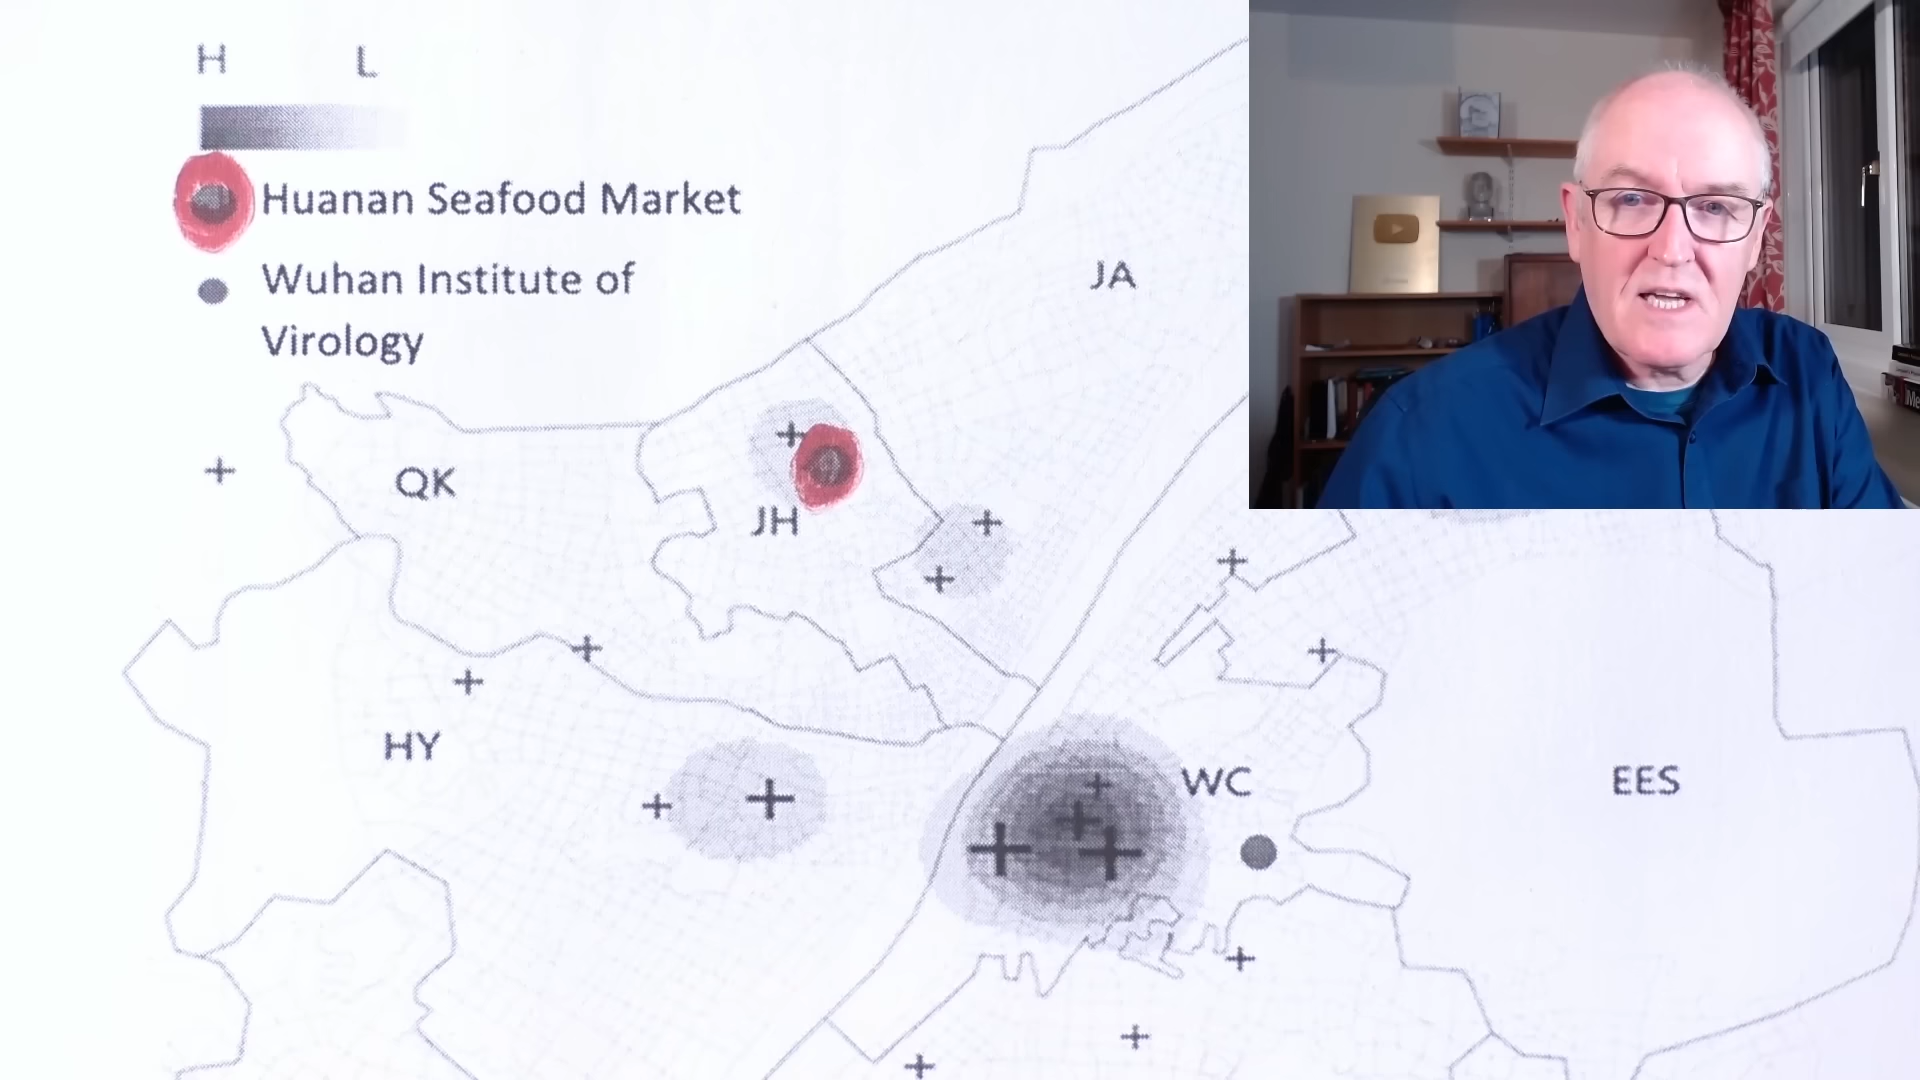 H L
Huanan Seafood Market
Wuhan Institute of
Virology
JA
QK
JH
HY
WC
EES